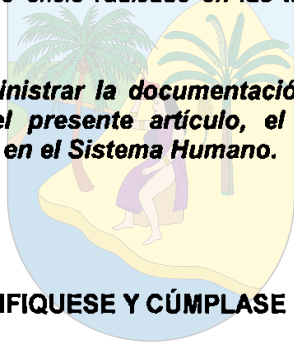 inistrar la documentació
el presente artículo, el
en el Sistema Humano.
IFIQUESE Y CÚMPLASE